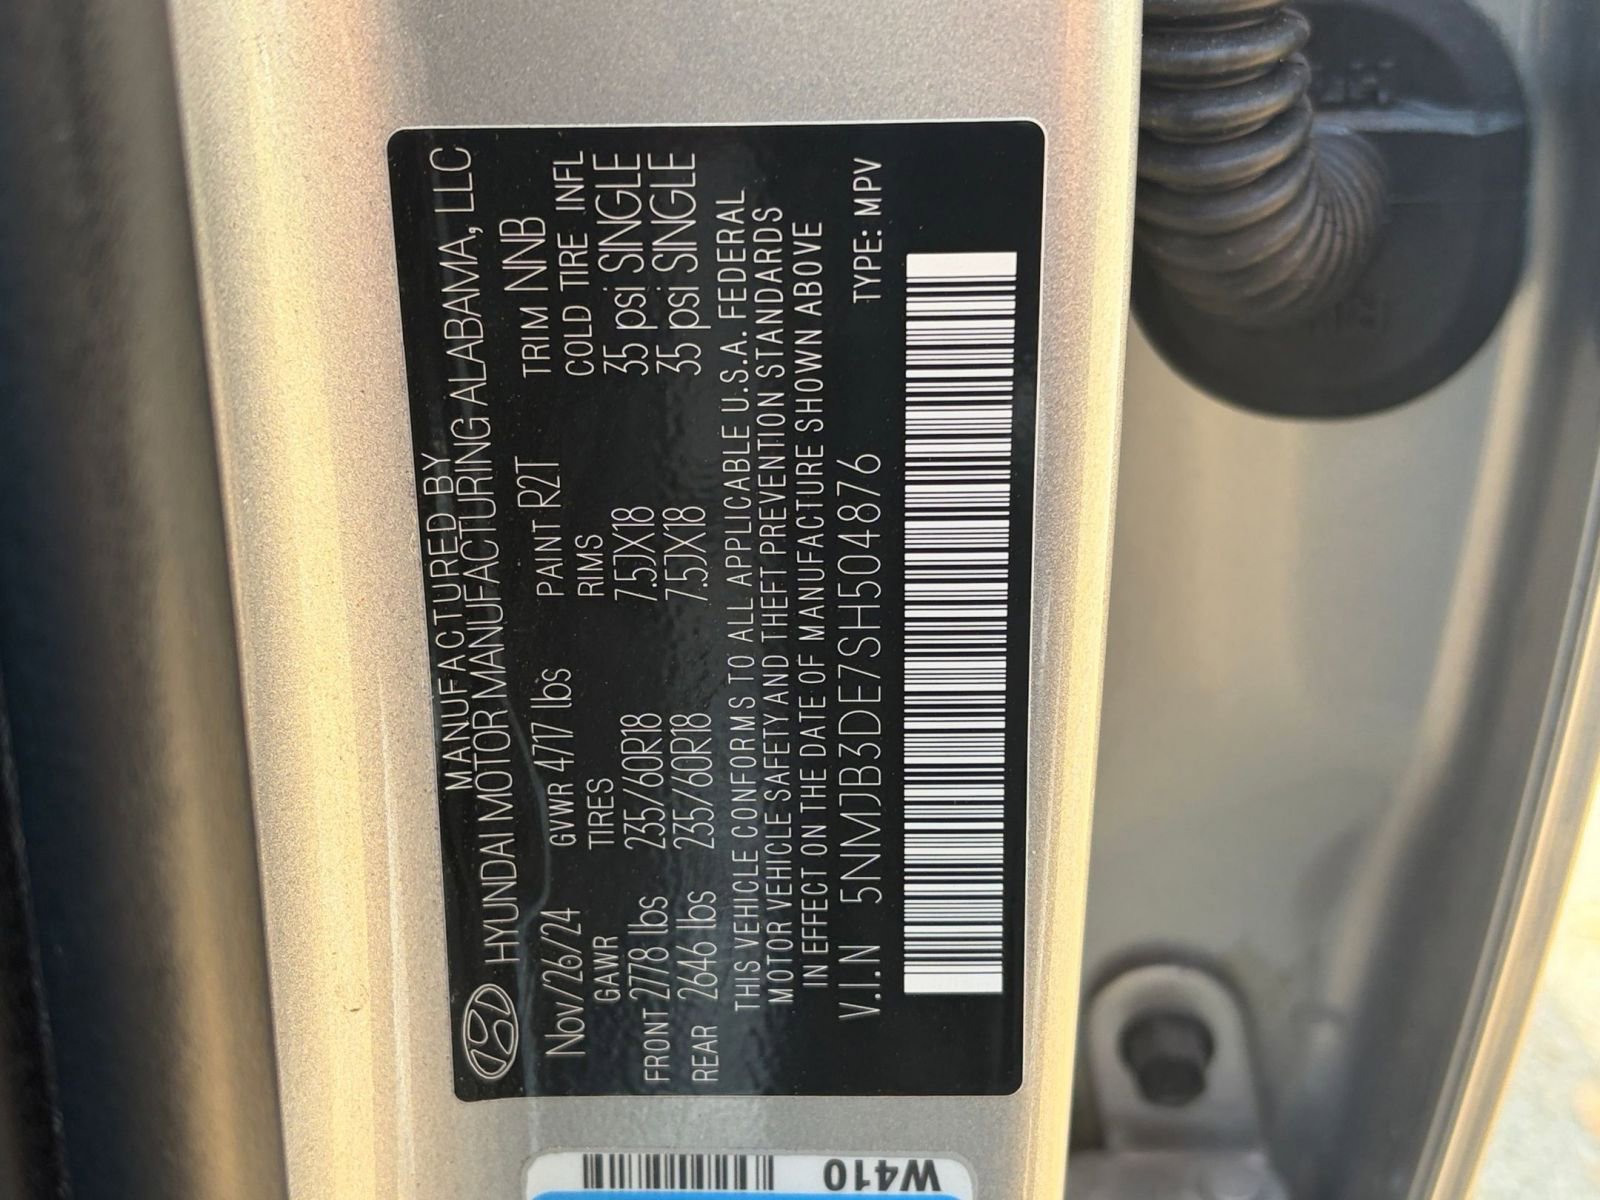 MANUFACTURED BY
HYUNDAI MOTOR MANUFACTURING ALABAMA, LLC
Nov/26/24 GVWR 4717 lbs PAINT R2T TRIM NNB
GAWR TIRES RIMS COLD TIRE INFL
FRONT 2778 lbs 235/60R18 7.5JX18 35 psi SINGLE
REAR 2646 lbs 235/60R18 7.5JX18 35 psi SINGLE
THIS VEHICLE CONFORMS TO ALL APPLICABLE U.S.A. FEDERAL
MOTOR VEHICLE SAFETY AND THEFT PREVENTION STANDARDS
IN EFFECT ON THE DATE OF MANUFACTURE SHOWN ABOVE
V.I.N 5NMJB3DE7SH504876 TYPE: MPV
W410